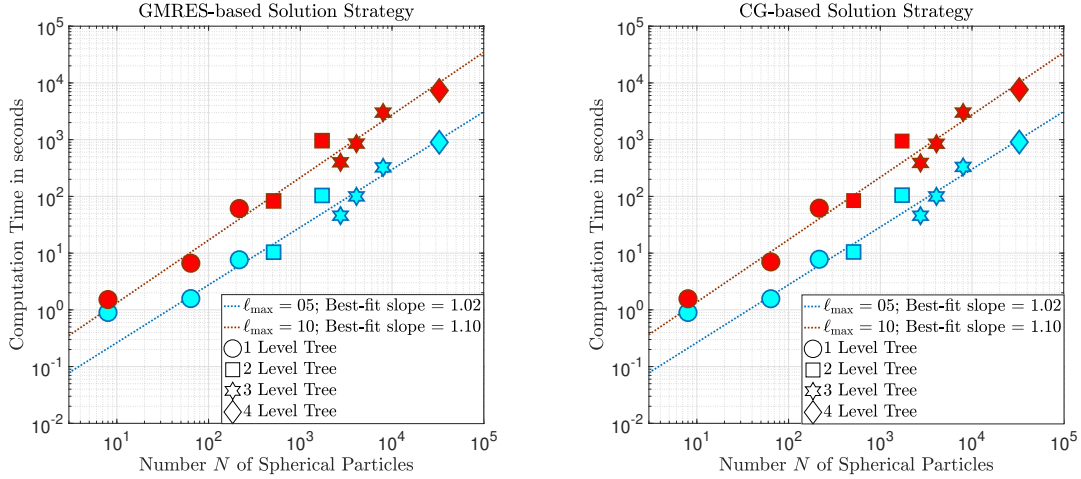 GMRES-based Solution Strategy
Computation Time in seconds
10^5
10^4
10^3
10^2
10^1
10^0
10^-1
10^-2
ℓmax = 05; Best-fit slope = 1.02
ℓmax = 10; Best-fit slope = 1.10
1 Level Tree
2 Level Tree
3 Level Tree
4 Level Tree
10^1 10^2 10^3 10^4 10^5
Number N of Spherical Particles
CG-based Solution Strategy
Computation Time in seconds
10^5
10^4
10^3
10^2
10^1
10^0
10^-1
10^-2
ℓmax = 05; Best-fit slope = 1.02
ℓmax = 10; Best-fit slope = 1.10
1 Level Tree
2 Level Tree
3 Level Tree
4 Level Tree
10^1 10^2 10^3 10^4 10^5
Number N of Spherical Particles